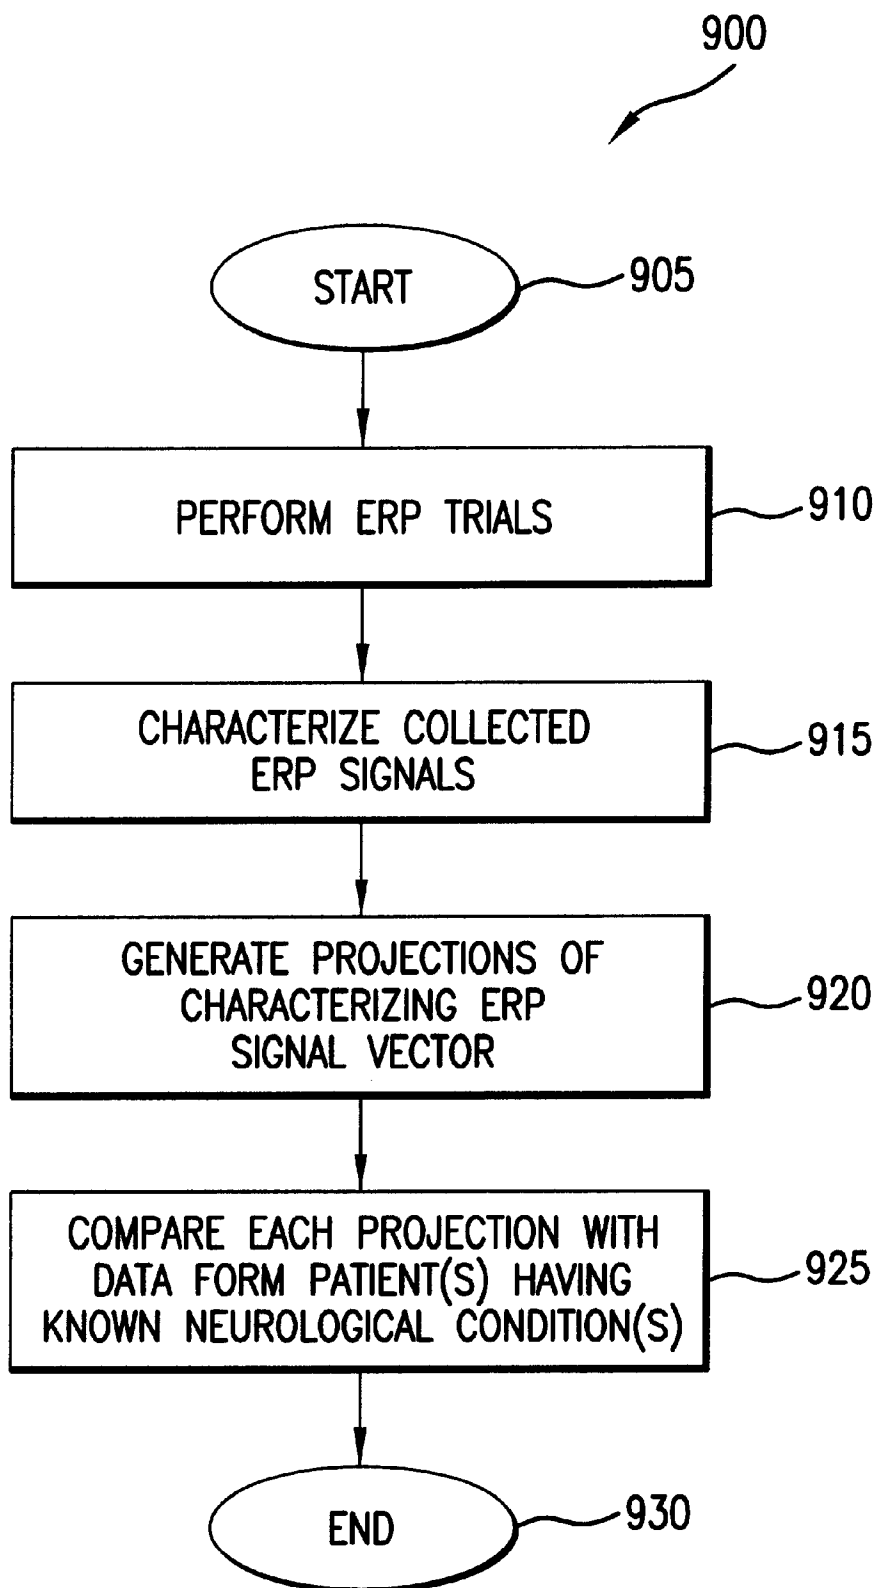 900
START
905
PERFORM ERP TRIALS
910
CHARACTERIZE COLLECTED
ERP SIGNALS
915
GENERATE PROJECTIONS OF
CHARACTERIZING ERP
SIGNAL VECTOR
920
COMPARE EACH PROJECTION WITH
DATA FORM PATIENT(S) HAVING
KNOWN NEUROLOGICAL CONDITION(S)
925
END
930